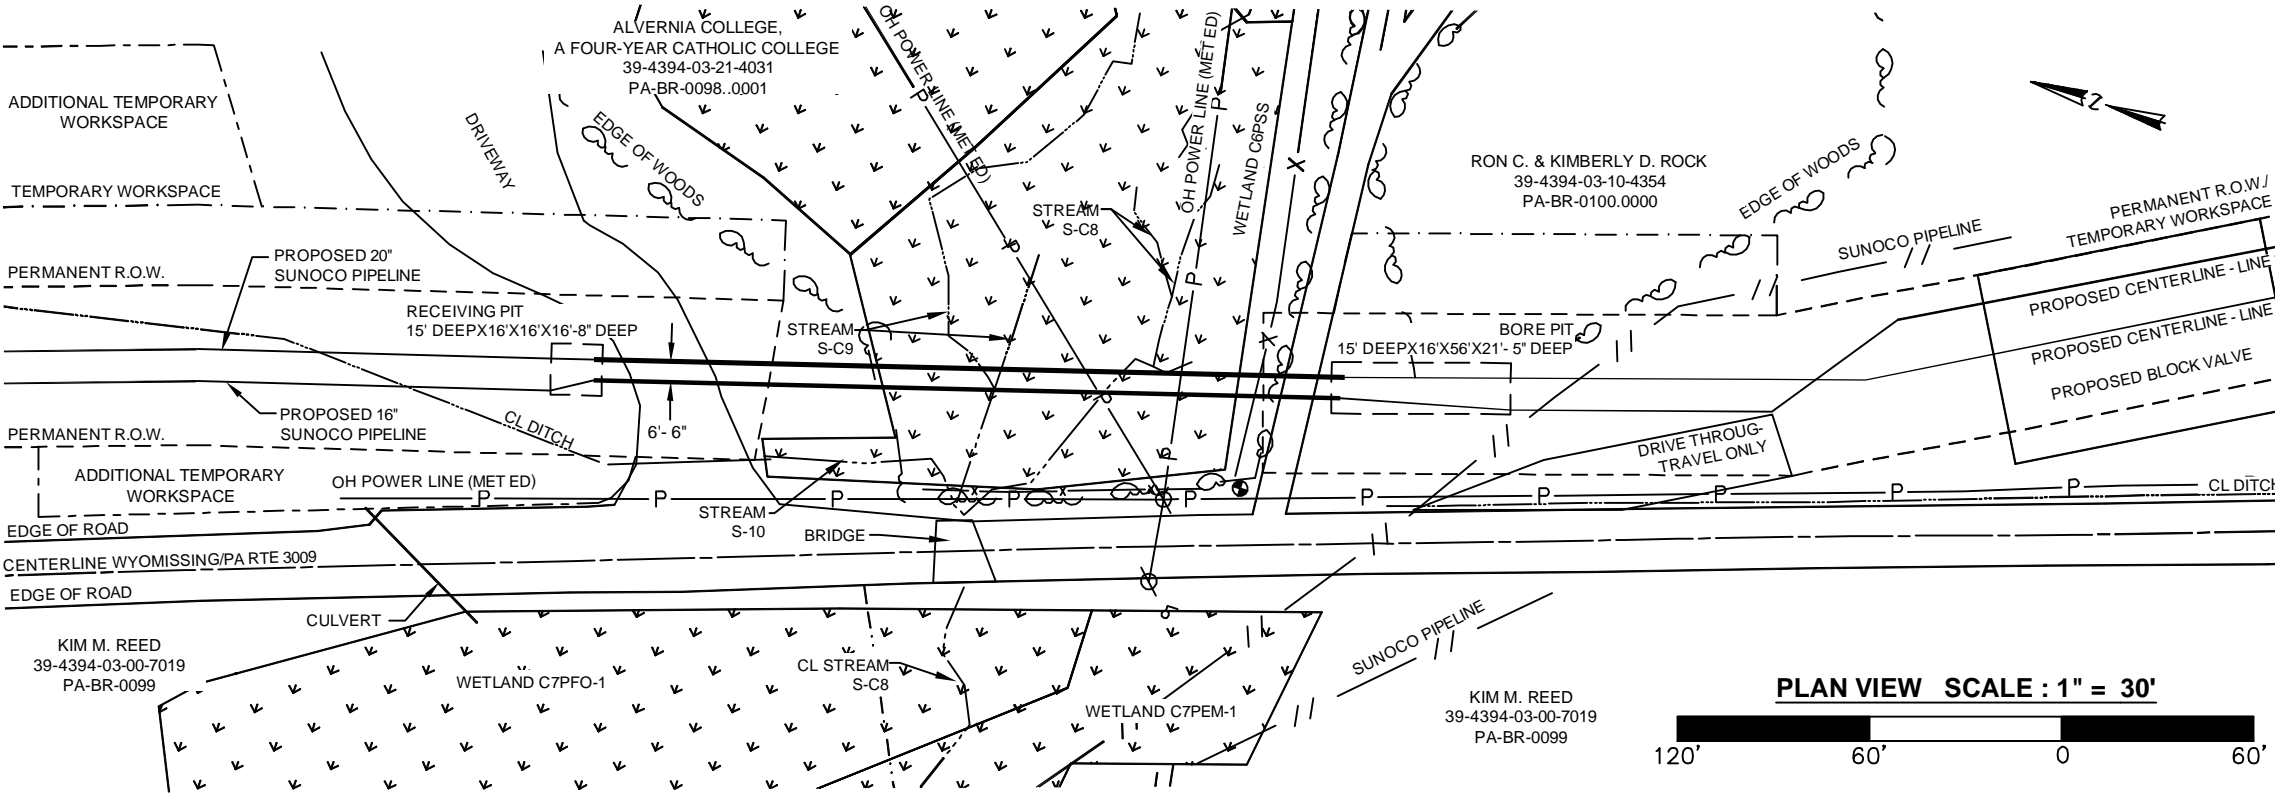 ALVERNIA COLLEGE,
A FOUR-YEAR CATHOLIC COLLEGE
39-4394-03-21-4031
PA-BR-0098..0001
ADDITIONAL TEMPORARY
WORKSPACE
DRIVEWAY
EDGE OF WOODS
OH POWER LINE (MET ED)
P
P
P
OH POWER LINE (MET ED)
P
P
P
WETLAND C6PSS
X
X
RON C. & KIMBERLY D. ROCK
39-4394-03-10-4354
PA-BR-0100.0000
EDGE OF WOODS
Z
PERMANENT R.O.W./
TEMPORARY WORKSPACE
SUNOCO PIPELINE
TEMPORARY WORKSPACE
STREAM
S-C8
PROPOSED 20"
SUNOCO PIPELINE
PERMANENT R.O.W.
RECEIVING PIT
15' DEEPX16'X16'X16'-8" DEEP
STREAM
S-C9
BORE PIT
15' DEEPX16'X56'X21'- 5" DEEP
PROPOSED CENTERLINE - LINE
PROPOSED CENTERLINE - LINE
PROPOSED BLOCK VALVE
PROPOSED 16"
SUNOCO PIPELINE
6'- 6"
CL DITCH
PERMANENT R.O.W.
DRIVE THROUG-
TRAVEL ONLY
ADDITIONAL TEMPORARY
WORKSPACE
OH POWER LINE (MET ED)
P
P
P
P
P
P
P
P
P
P
CL DITCH
STREAM
S-10
BRIDGE
EDGE OF ROAD
CENTERLINE WYOMISSING/PA RTE 3009
EDGE OF ROAD
CULVERT
P
SUNOCO PIPELINE
KIM M. REED
39-4394-03-00-7019
PA-BR-0099
WETLAND C7PFO-1
CL STREAM
S-C8
WETLAND C7PEM-1
KIM M. REED
39-4394-03-00-7019
PA-BR-0099
PLAN VIEW SCALE : 1" = 30'
120' 60' 0 60'